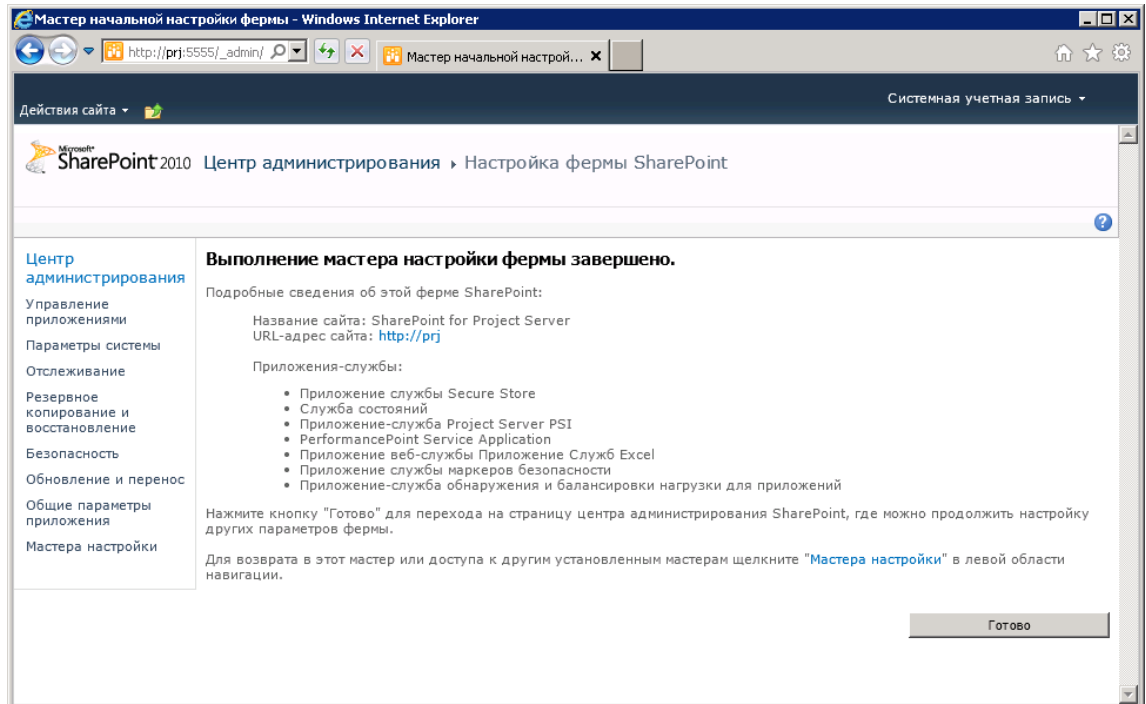 Мастер начальной настройки фермы - Windows Internet Explorer
http://prj:5555/_admin/
Мастер начальной настрой...
Действия сайта
Системная учетная запись
Microsoft
SharePoint 2010
Центр администрирования ▸ Настройка фермы SharePoint
Центр
администрирования
Управление
приложениями
Параметры системы
Отслеживание
Резервное
копирование и
восстановление
Безопасность
Обновление и перенос
Общие параметры
приложения
Мастера настройки
Выполнение мастера настройки фермы завершено.
Подробные сведения об этой ферме SharePoint:
Название сайта: SharePoint for Project Server
URL-адрес сайта: http://prj
Приложения-службы:
• Приложение службы Secure Store
• Служба состояний
• Приложение-служба Project Server PSI
• PerformancePoint Service Application
• Приложение веб-службы Приложение Служб Excel
• Приложение службы маркеров безопасности
• Приложение-служба обнаружения и балансировки нагрузки для приложений
Нажмите кнопку "Готово" для перехода на страницу центра администрирования SharePoint, где можно продолжить настройку
других параметров фермы.
Для возврата в этот мастер или доступа к другим установленным мастерам щелкните "Мастера настройки" в левой области
навигации.
Готово